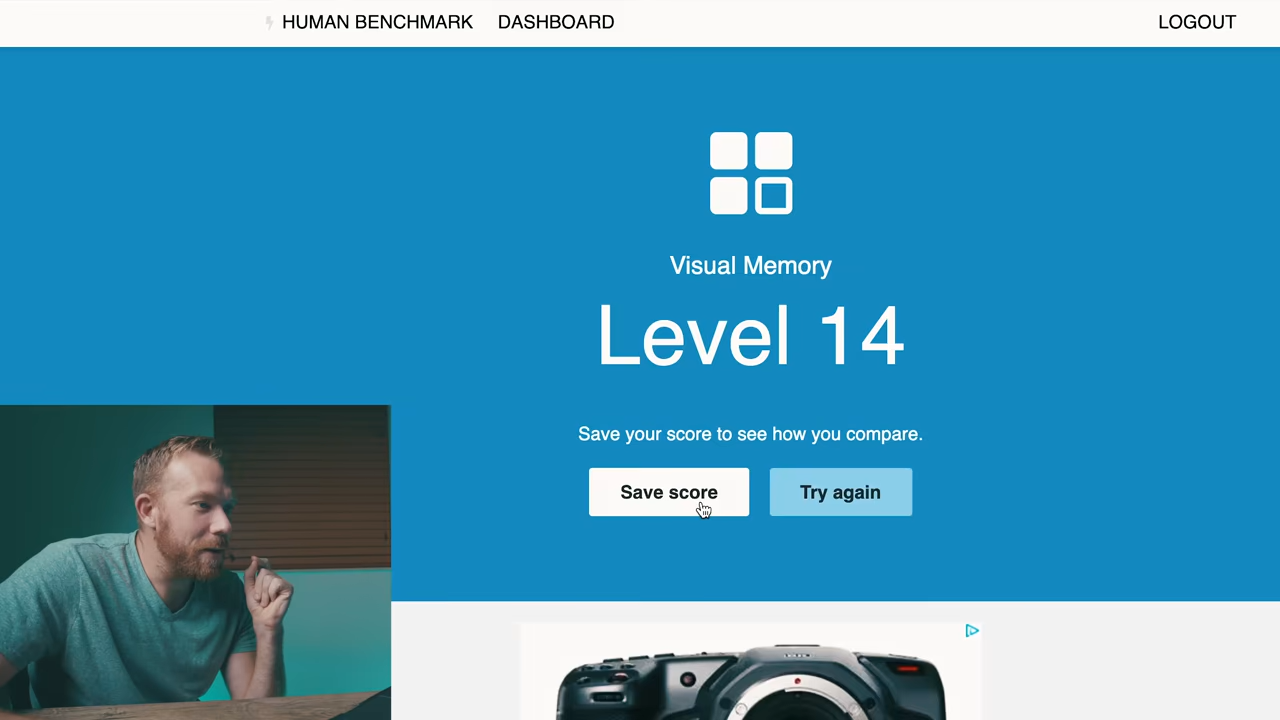 HUMAN BENCHMARK DASHBOARD LOGOUT
Visual Memory
Level 14
Save your score to see how you compare.
Save score Try again